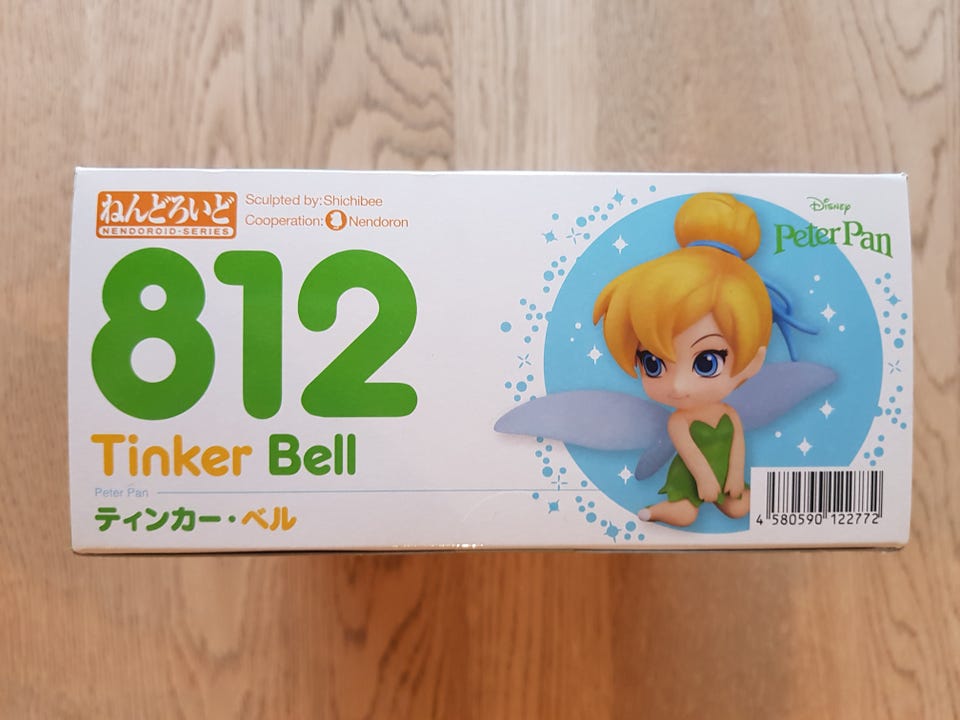 ねんどろいど
NENDOROID-SERIES
Sculpted by: Shichibee
Cooperation: Nendoron
812
Tinker Bell
Peter Pan
ティンカー・ベル
Disney
Peter Pan
4 580590 122772